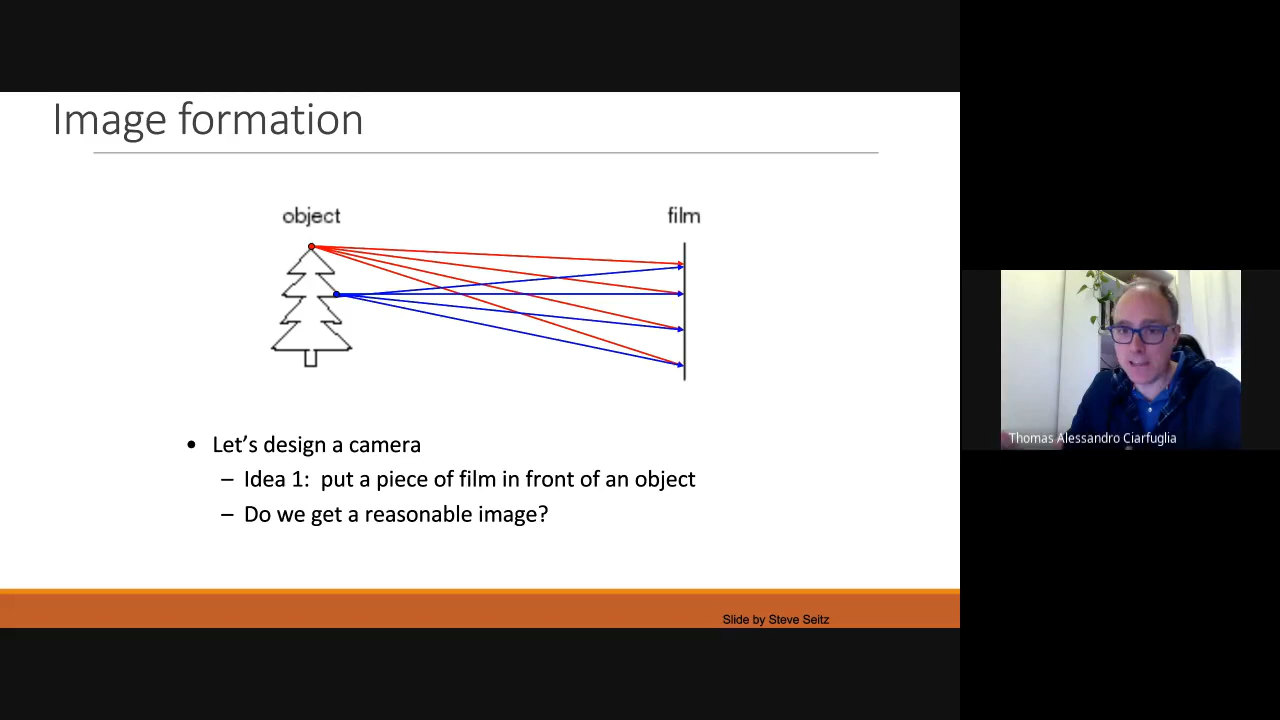 Image formation
object
film
• Let’s design a camera
– Idea 1: put a piece of film in front of an object
– Do we get a reasonable image?
Slide by Steve Seitz
Thomas Alessandro Ciarfuglia